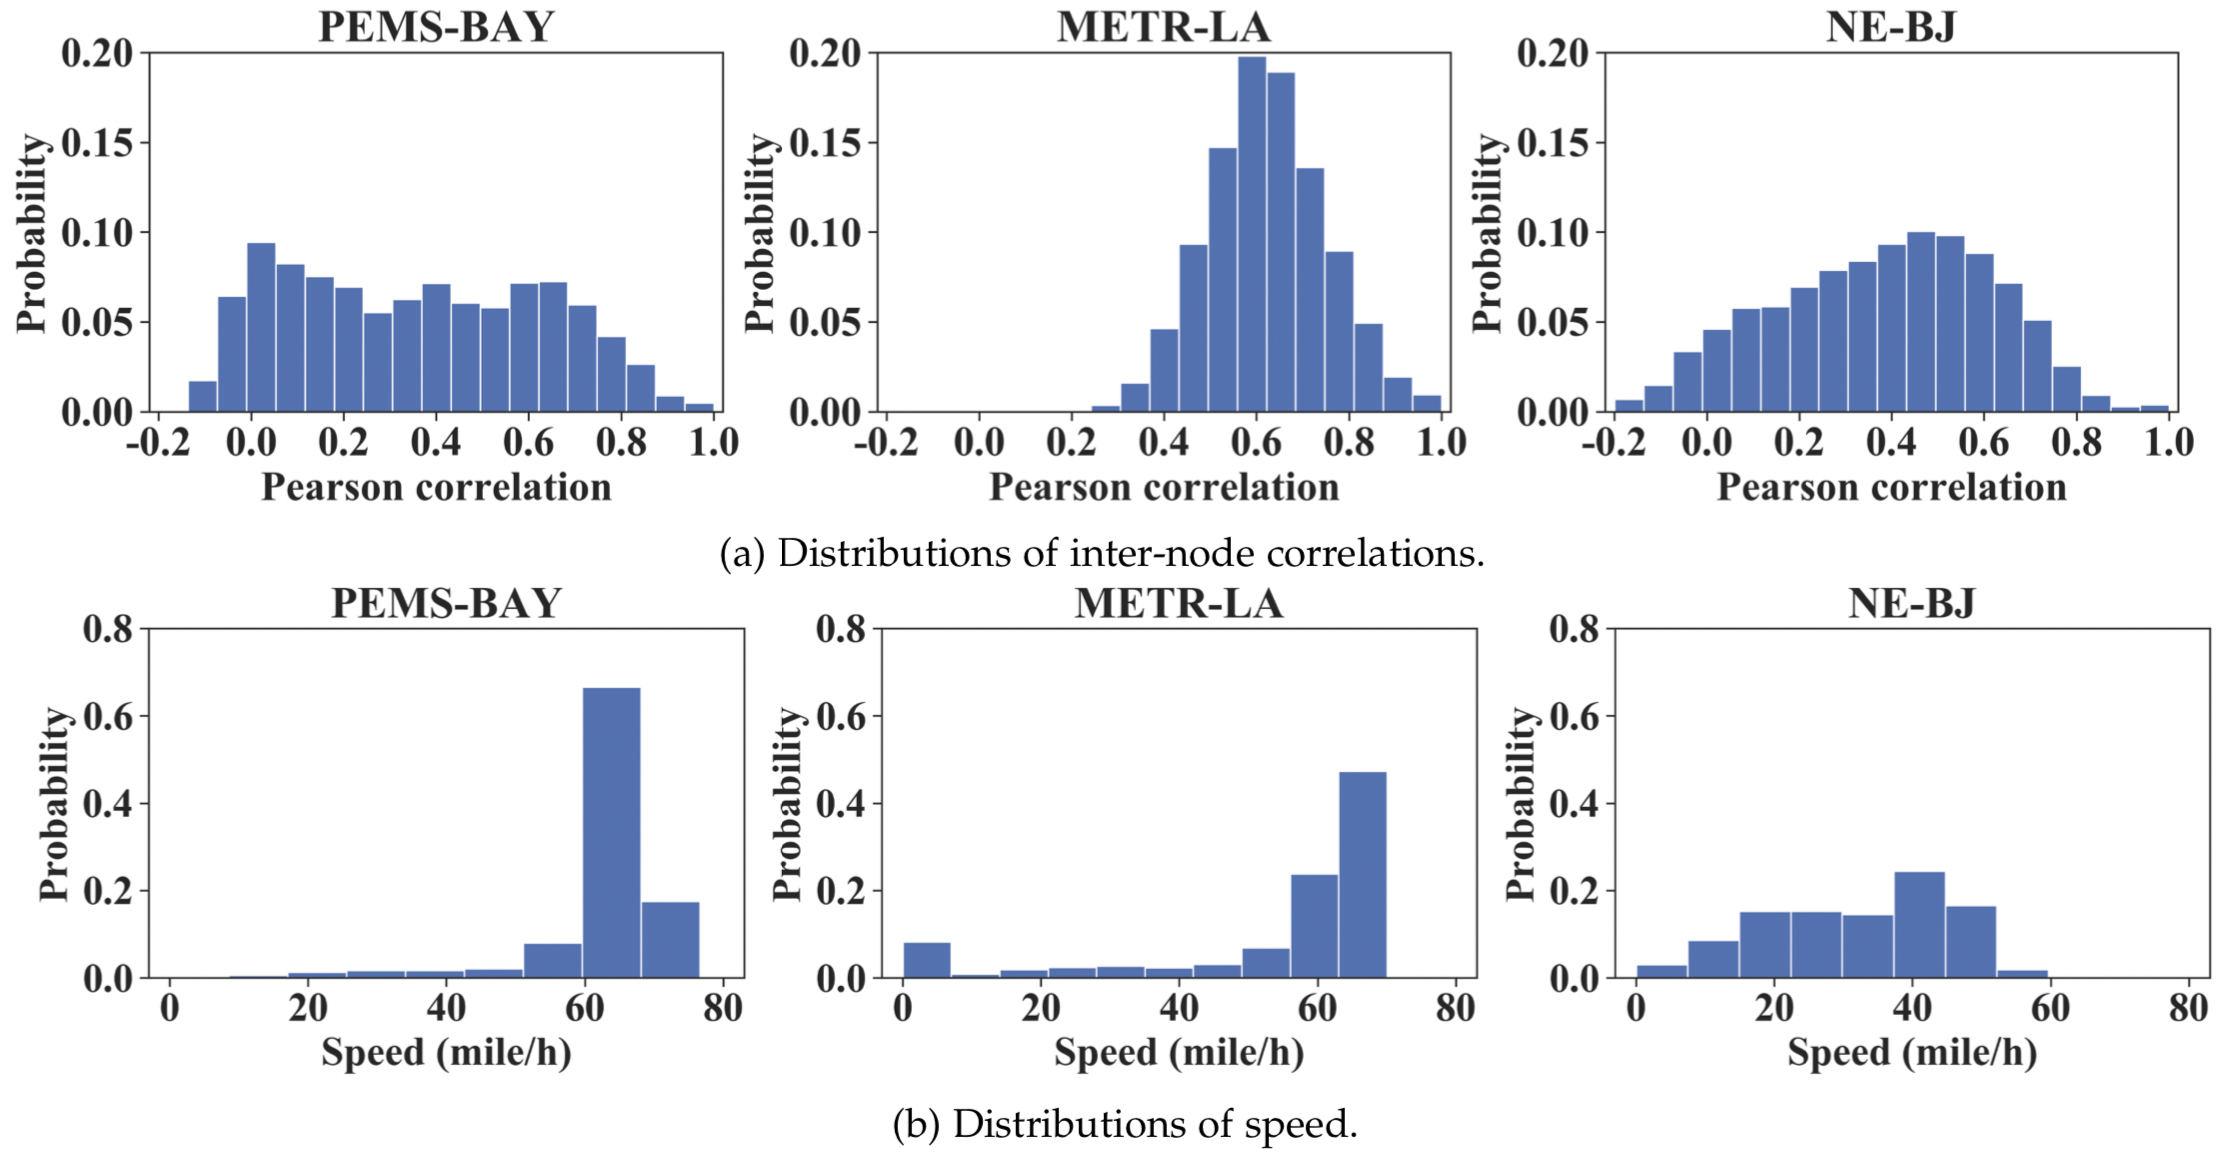 PEMS-BAY METR-LA NE-BJ
0.20 0.20 0.20
0.15 0.15 0.15
0.10 0.10 0.10
0.05 0.05 0.05
0.00 0.00 0.00
Probability Probability Probability
-0.2 0.0 0.2 0.4 0.6 0.8 1.0 -0.2 0.0 0.2 0.4 0.6 0.8 1.0 -0.2 0.0 0.2 0.4 0.6 0.8 1.0
Pearson correlation Pearson correlation Pearson correlation
(a) Distributions of inter-node correlations.
PEMS-BAY METR-LA NE-BJ
0.8 0.8 0.8
0.6 0.6 0.6
0.4 0.4 0.4
0.2 0.2 0.2
0.0 0.0 0.0
Probability Probability Probability
0 20 40 60 80 0 20 40 60 80 0 20 40 60 80
Speed (mile/h) Speed (mile/h) Speed (mile/h)
(b) Distributions of speed.